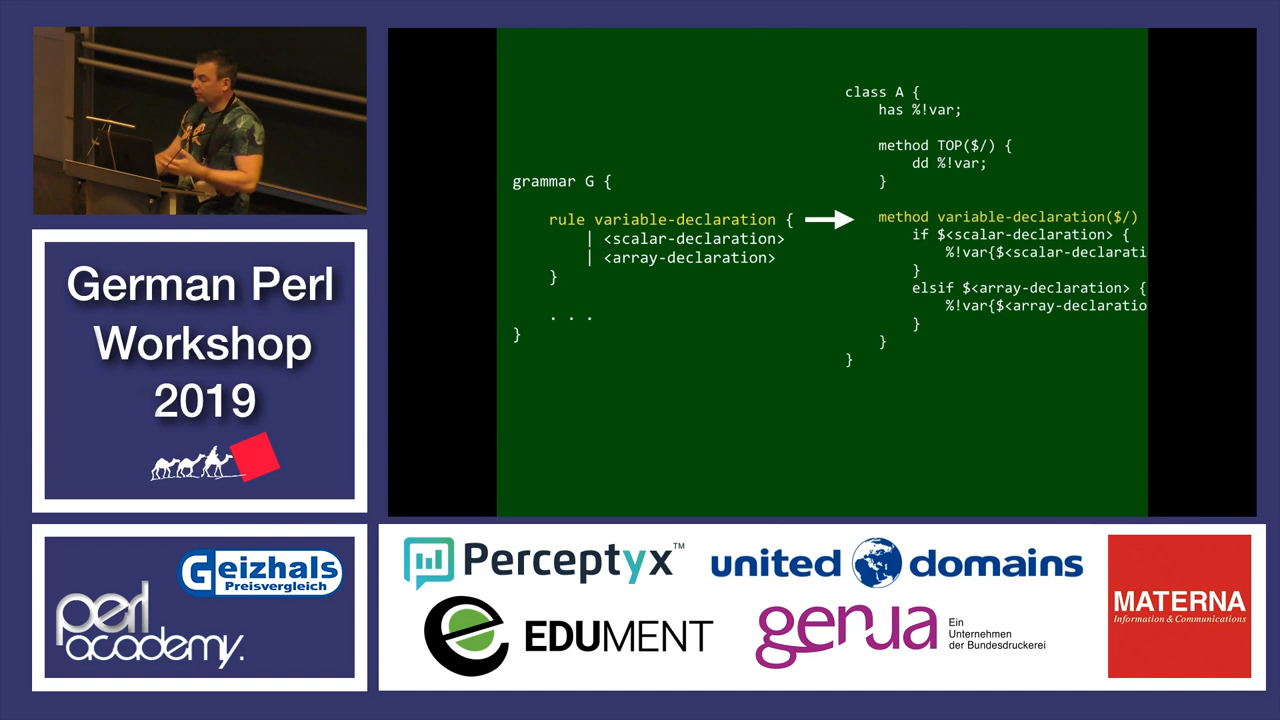 grammar G {
rule variable-declaration {
| <scalar-declaration>
| <array-declaration>
}
. . .
}
class A {
has %!var;
method TOP($/) {
dd %!var;
}
method variable-declaration($/)
if $<scalar-declaration> {
%!var{$<scalar-declarati
}
elsif $<array-declaration> {
%!var{$<array-declaratio
}
}
}
German Perl
Workshop
2019
Geizhals
Preisvergleich
perl
academy.
Perceptyx™
united domains
EDUMENT
genua
Ein
Unternehmen
der Bundesdruckerei
MATERNA
Information & Communications